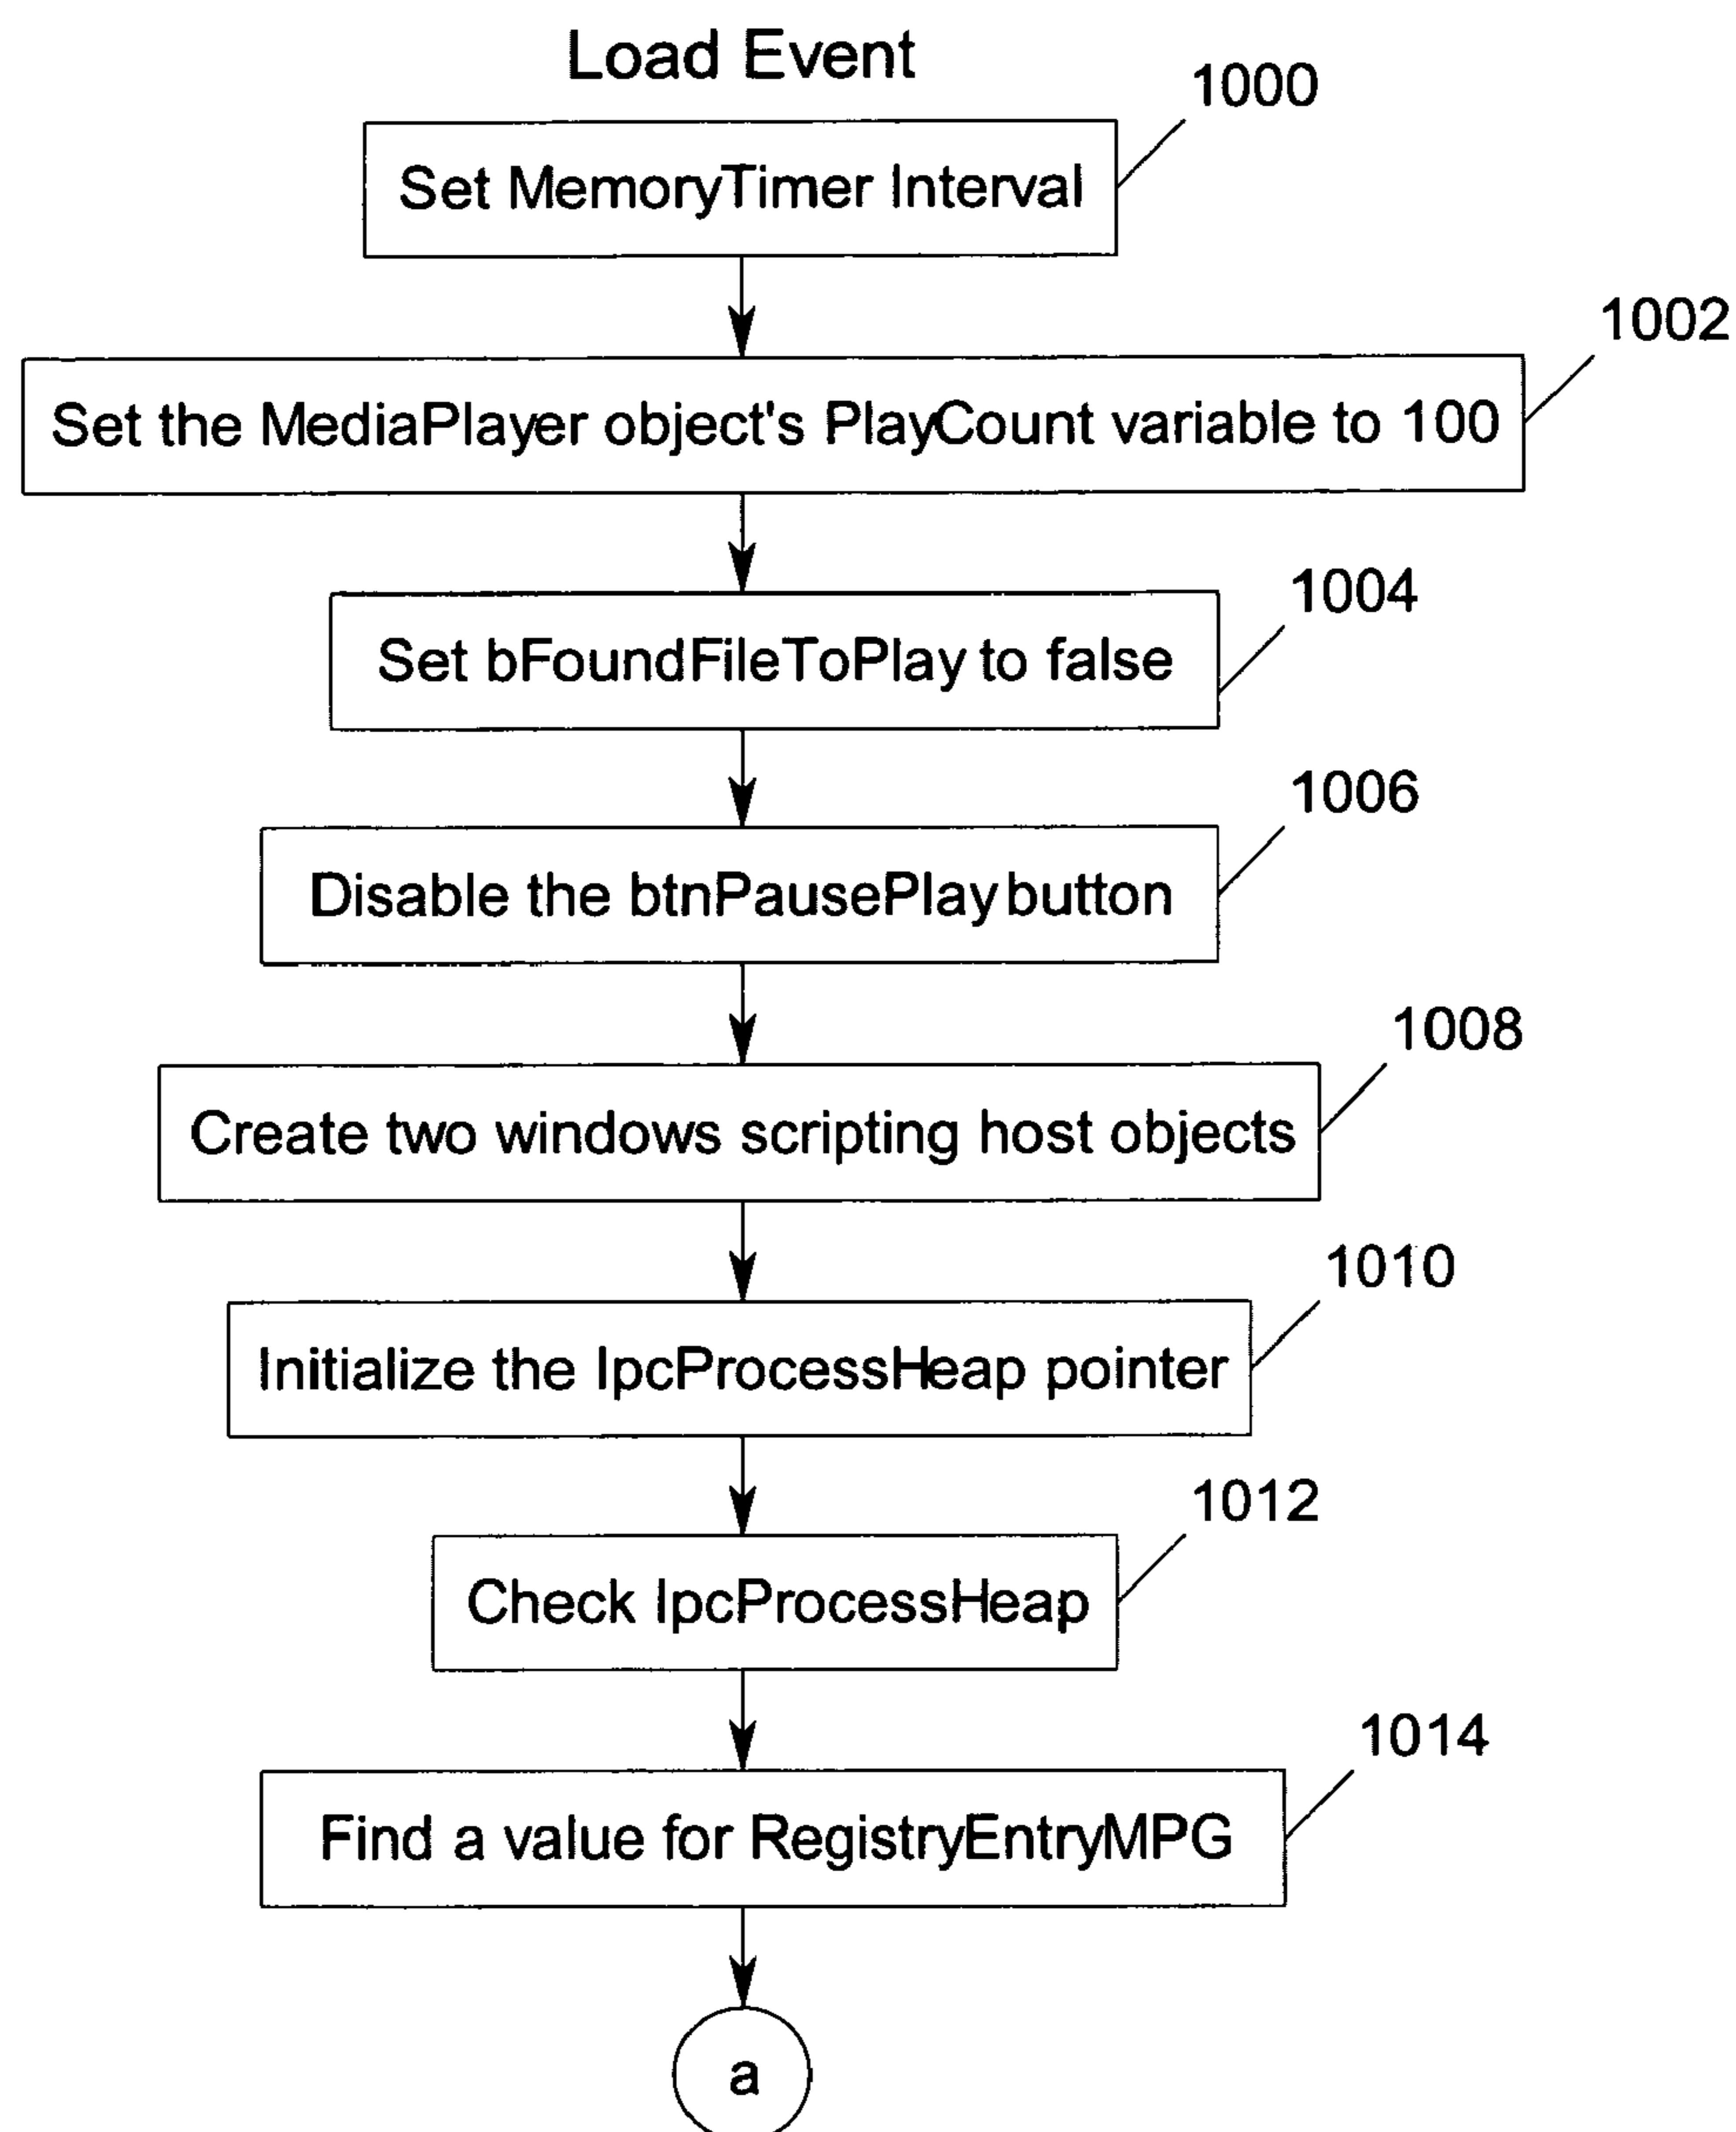 Load Event
1000
Set MemoryTimer Interval
1002
Set the MediaPlayer object's PlayCount variable to 100
1004
Set bFoundFileToPlay to false
1006
Disable the btnPausePlay button
1008
Create two windows scripting host objects
1010
Initialize the lpcProcessHeap pointer
1012
Check lpcProcessHeap
1014
Find a value for RegistryEntryMPG
a